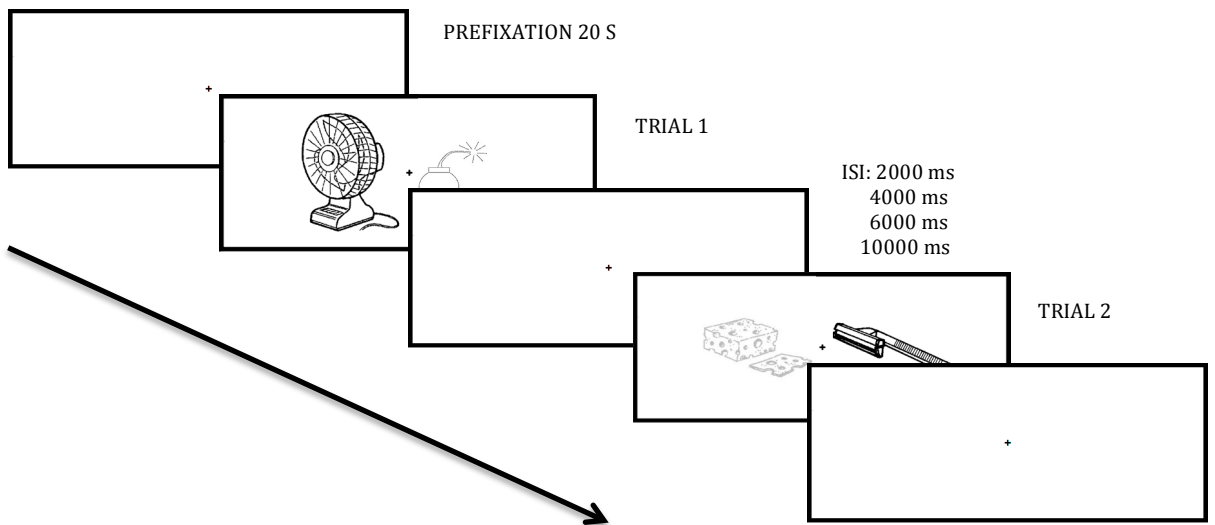 PREFIXATION 20 S
TRIAL 1
ISI: 2000 ms
4000 ms
6000 ms
10000 ms
TRIAL 2